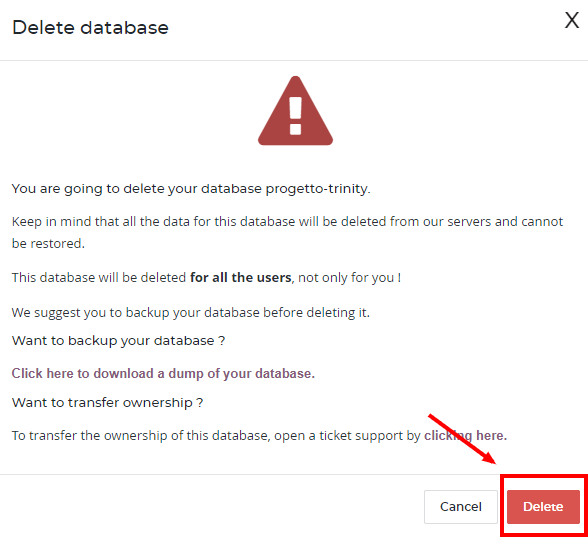 Delete database
X
You are going to delete your database progetto-trinity.
Keep in mind that all the data for this database will be deleted from our servers and cannot
be restored.
This database will be deleted for all the users, not only for you !
We suggest you to backup your database before deleting it.
Want to backup your database ?
Click here to download a dump of your database.
Want to transfer ownership ?
To transfer the ownership of this database, open a ticket support by clicking here.
Cancel
Delete